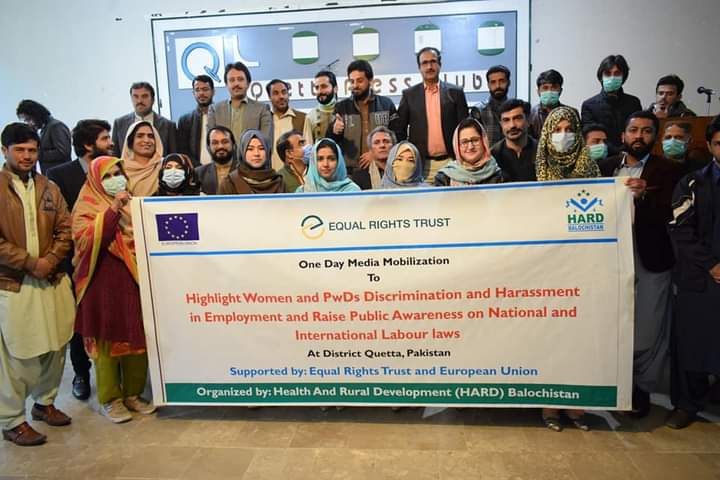 QUETTA Press Club
EUROPEAN UNION
EQUAL RIGHTS TRUST
HARD
BALOCHISTAN
One Day Media Mobilization
To
Highlight Women and PwDs Discrimination and Harassment
in Employment and Raise Public Awareness on National and
International Labour laws
At District Quetta, Pakistan
Supported by: Equal Rights Trust and European Union
Organized by: Health And Rural Development (HARD) Balochistan